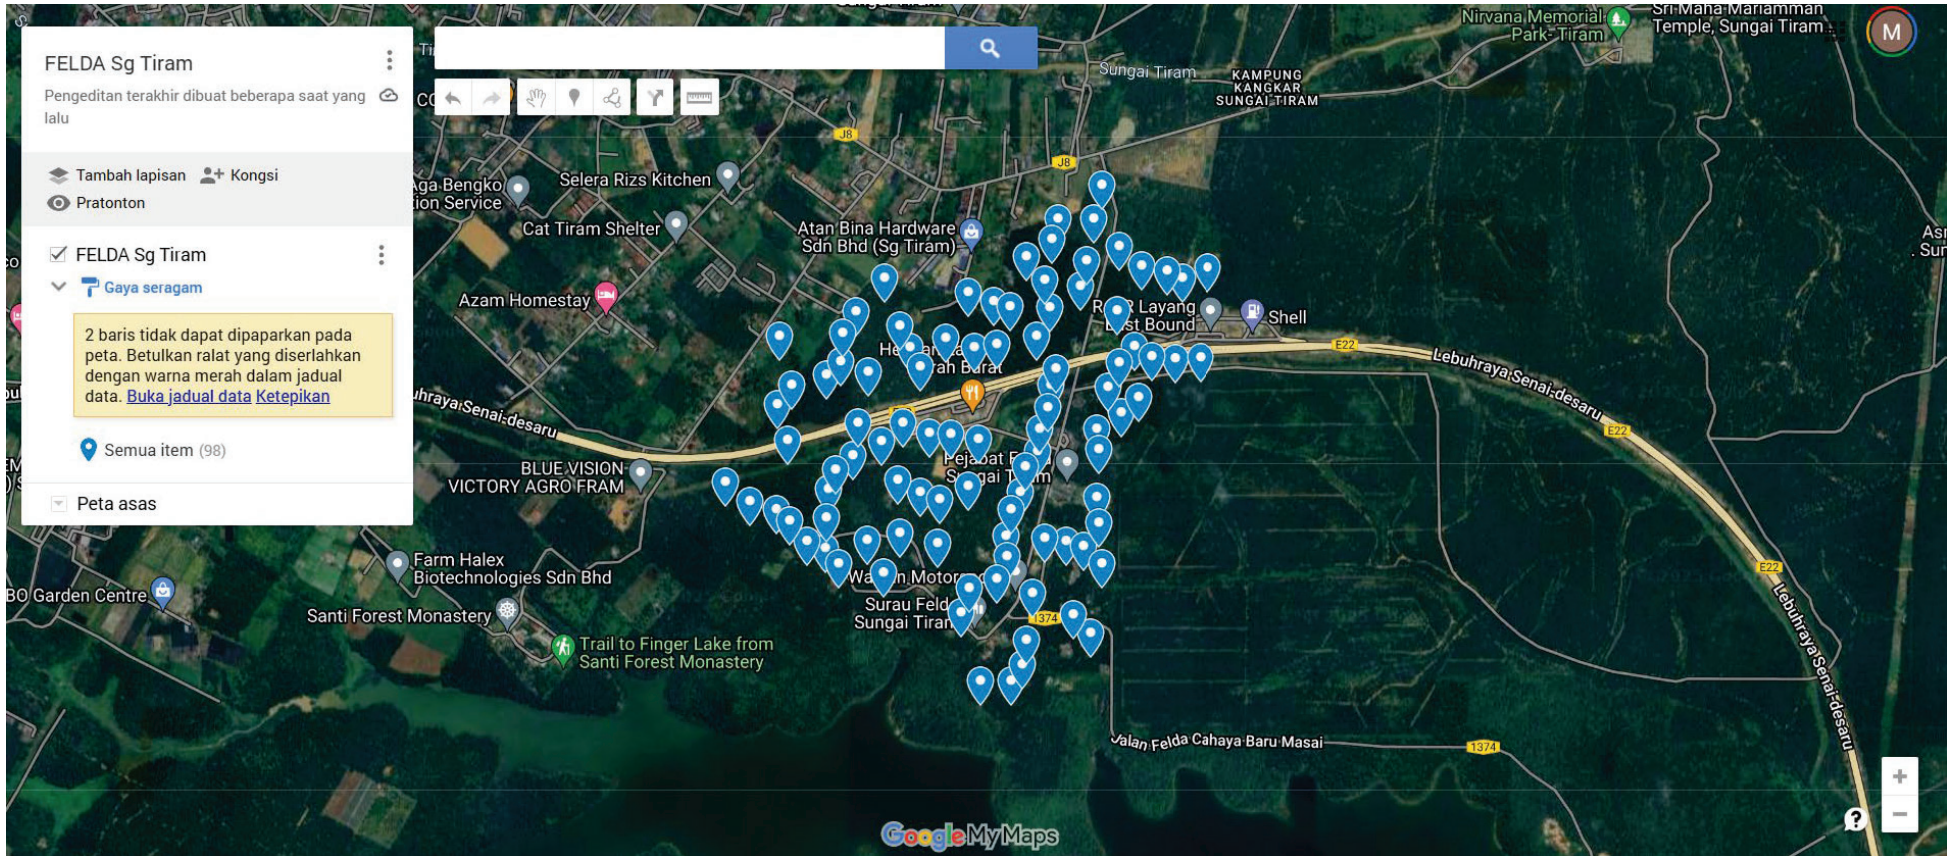 FELDA Sg Tiram
Pengeditan terakhir dibuat beberapa saat yang
lalu
Tambah lapisan
Kongsi
Pratonton
FELDA Sg Tiram
Gaya seragam
2 baris tidak dapat dipaparkan pada
peta. Betulkan ralat yang diserlahkan
dengan warna merah dalam jadual
data. Buka jadual data Ketepikan
Semua item (98)
Peta asas
M
Nirvana Memorial
Park- Tiram
Sri Maha Mariamman
Temple, Sungai Tiram
Sungai Tiram
KAMPUNG
KANGKAR
SUNGAI TIRAM
J8
J8
Selera Rizs Kitchen
Cat Tiram Shelter
Atan Bina Hardware
Sdn Bhd (Sg Tiram)
Azam Homestay
Layang
Bound
Shell
E22
Lebuhraya Senai-desaru
E22
Senai-desaru
BLUE VISION
VICTORY AGRO FRAM
Pejabat
Farm Halex
Biotechnologies Sdn Bhd
BO Garden Centre
Santi Forest Monastery
Trail to Finger Lake from
Santi Forest Monastery
Motor
Surau Feld
Sungai Tiram
1374
E22
Lebuhraya Senai-desaru
Jalan Felda Cahaya Baru Masai
1374
Google My Maps